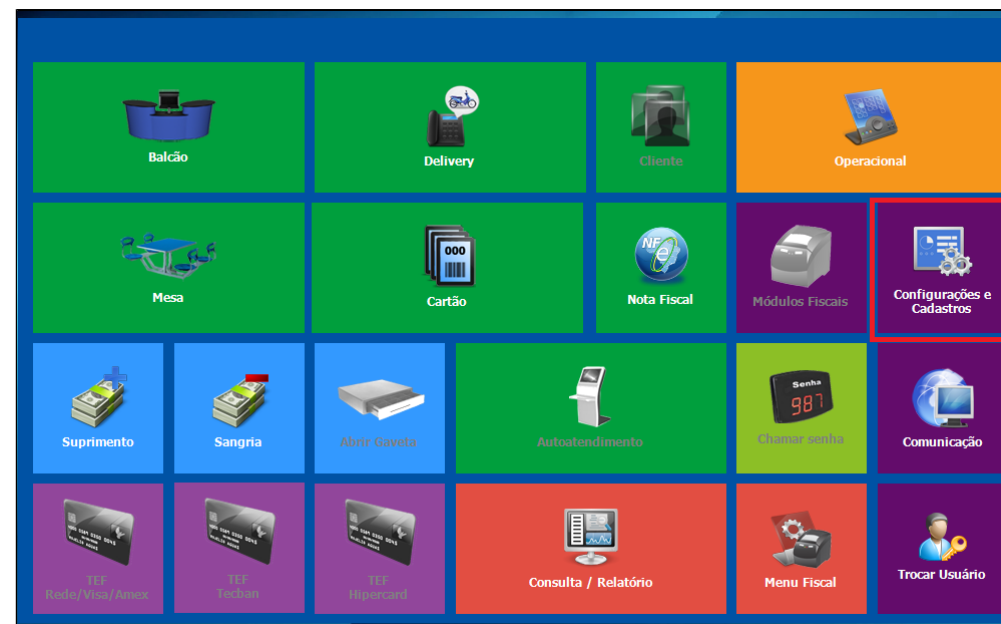 Balcão
Delivery
Cliente
Operacional
Mesa
000
Cartão
NF
e
Nota Fiscal
Módulos Fiscais
Configurações e
Cadastros
Suprimento
Sangria
Abrir Gaveta
Autoatendimento
Senha
987
Chamar senha
Comunicação
TEF
Rede/Visa/Amex
TEF
Tecban
TEF
Hipercard
Consulta / Relatório
Menu Fiscal
Trocar Usuário